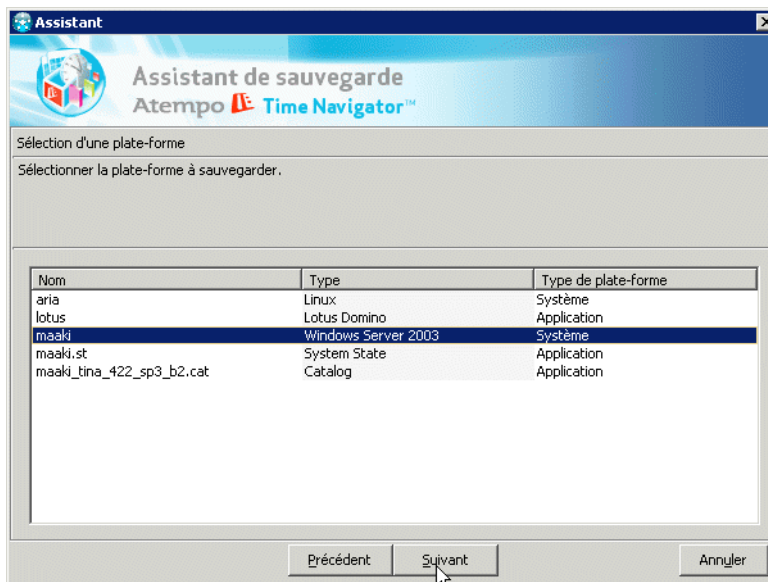 Assistant
Assistant de sauvegarde
Atempo Time Navigator™
Sélection d'une plate-forme
Sélectionner la plate-forme à sauvegarder.
Nom Type Type de plate-forme
aria Linux Système
lotus Lotus Domino Application
maaki Windows Server 2003 Système
maaki.st System State Application
maaki_tina_422_sp3_b2.cat Catalog Application
Précédent Suivant Annuler